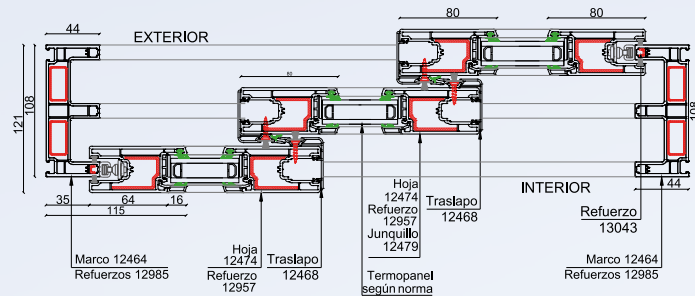 80
80
44
EXTERIOR
80
121
108
108
INTERIOR
44
35
64
16
115
Marco 12464
Refuerzos 12985
Hoja
12474
Refuerzo
12957
Traslapo
12468
Termopanel
según norma
Hoja
12474
Refuerzo
12957
Junquillo
12479
Traslapo
12468
Refuerzo
13043
Marco 12464
Refuerzos 12985